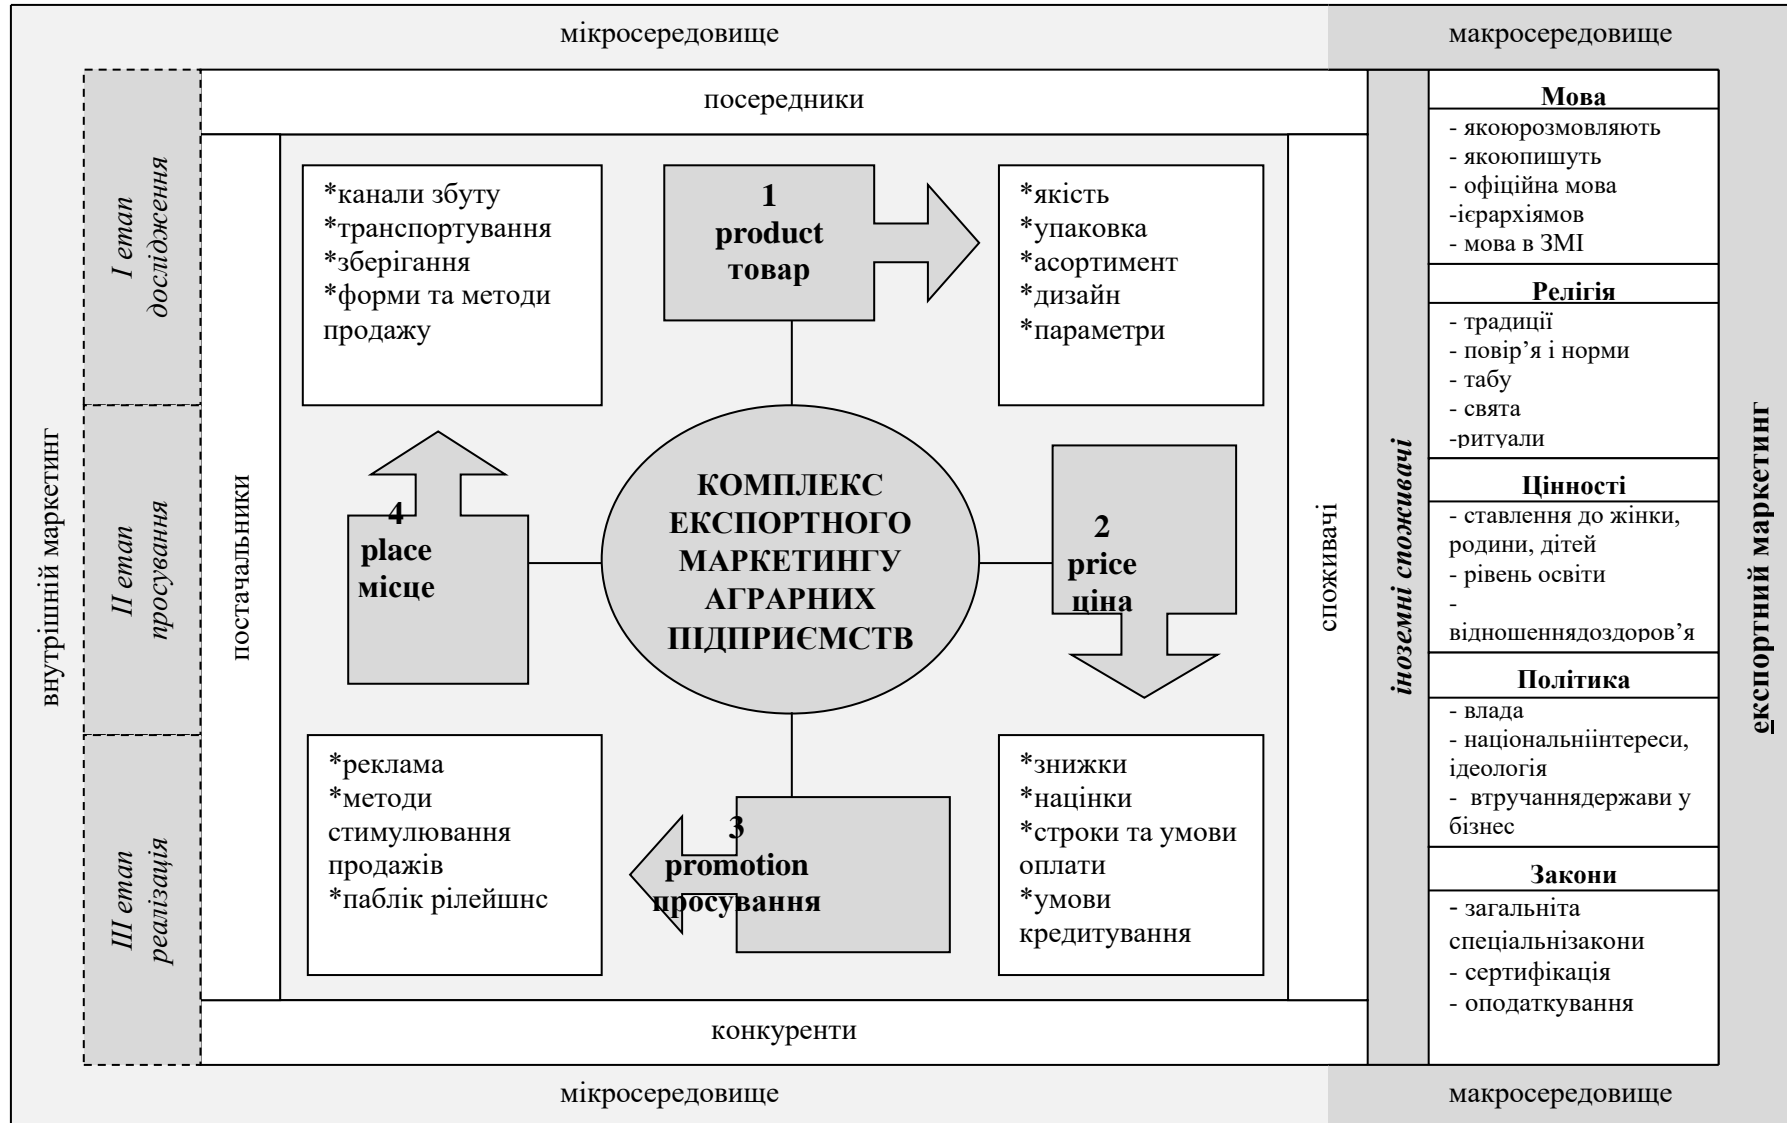 мікросередовище
макросередовище
внутрішній маркетинг
І етап
дослідження
ІІ етап
просування
ІІІ етап
реалізація
постачальники
посередники
*канали збуту
*транспортування
*зберігання
*форми та методи
продажу
1
product
товар
*якість
*упаковка
*асортимент
*дизайн
*параметри
4
place
місце
КОМПЛЕКС
ЕКСПОРТНОГО
МАРКЕТИНГУ
АГРАРНИХ
ПІДПРИЄМСТВ
2
price
ціна
*реклама
*методи
стимулювання
продажів
*паблік рілейшнс
3
promotion
просування
*знижки
*націнки
*строки та умови
оплати
*умови
кредитування
конкуренти
споживачі
іноземні споживачі
Мова
- якоюрозмовляють
- якоюпишуть
- офіційна мова
-ієрархіямов
- мова в ЗМІ
Релігія
- традиції
- повір’я і норми
- табу
- свята
-ритуали
Цінності
- ставлення до жінки,
родини, дітей
- рівень освіти
-
відношеннядоздоров’я
Політика
- влада
- національніінтереси,
ідеологія
- втручаннядержави у
бізнес
Закони
- загальніта
спеціальнізакони
- сертифікація
- оподаткування
експортний маркетинг
мікросередовище
макросередовище